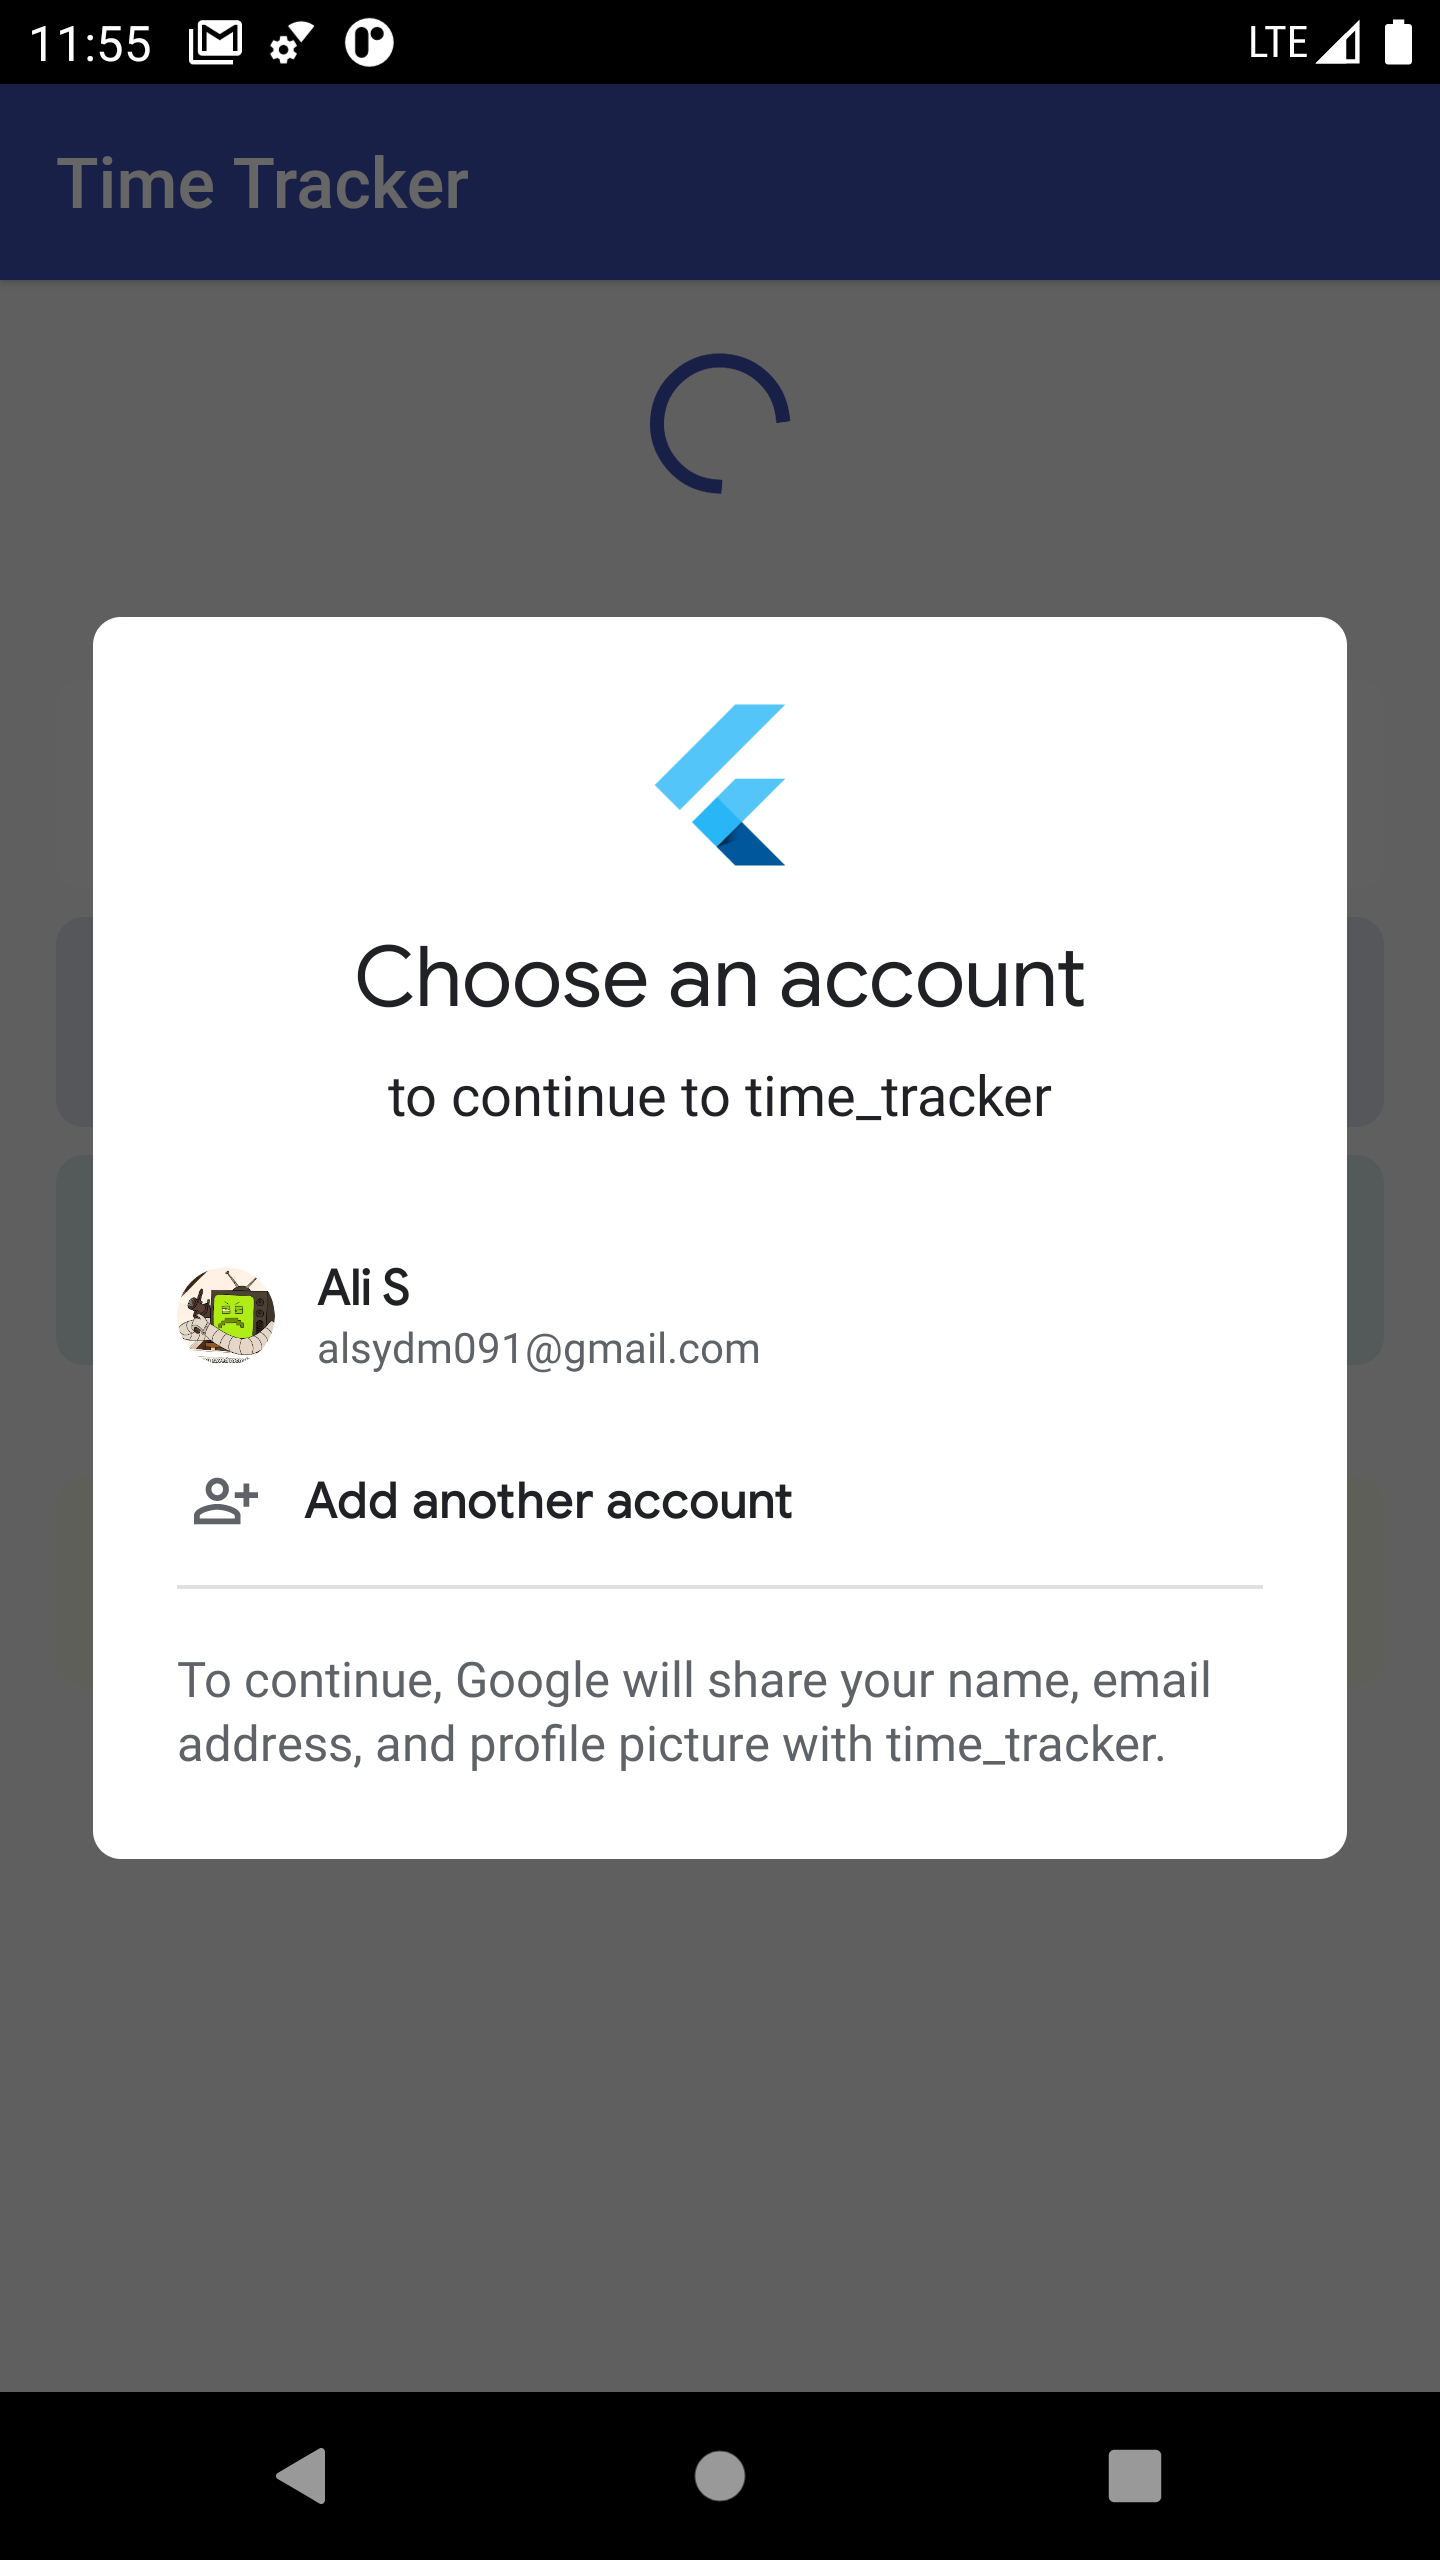 11:55
LTE
Time Tracker
Choose an account
to continue to time_tracker
Ali S
alsydm091@gmail.com
Add another account
To continue, Google will share your name, email
address, and profile picture with time_tracker.